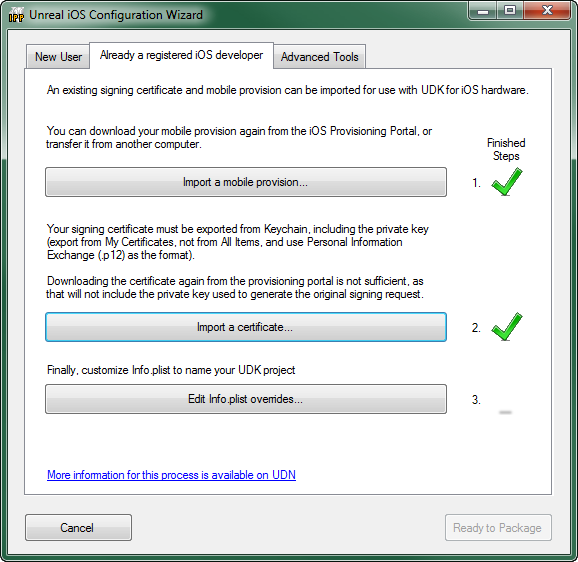 IPP Unreal iOS Configuration Wizard
New User Already a registered iOS developer Advanced Tools
An existing signing certificate and mobile provision can be imported for use with UDK for iOS hardware.
You can download your mobile provision again from the iOS Provisioning Portal, or
transfer it from another computer.
Finished
Steps
Import a mobile provision...
1.
Your signing certificate must be exported from Keychain, including the private key
(export from My Certificates, not from All Items, and use Personal Information
Exchange (.p12) as the format).
Downloading the certificate again from the provisioning portal is not sufficient, as
that will not include the private key used to generate the original signing request.
Import a certificate...
2.
Finally, customize Info.plist to name your UDK project
Edit Info.plist overrides...
3.
More information for this process is available on UDN
Cancel
Ready to Package